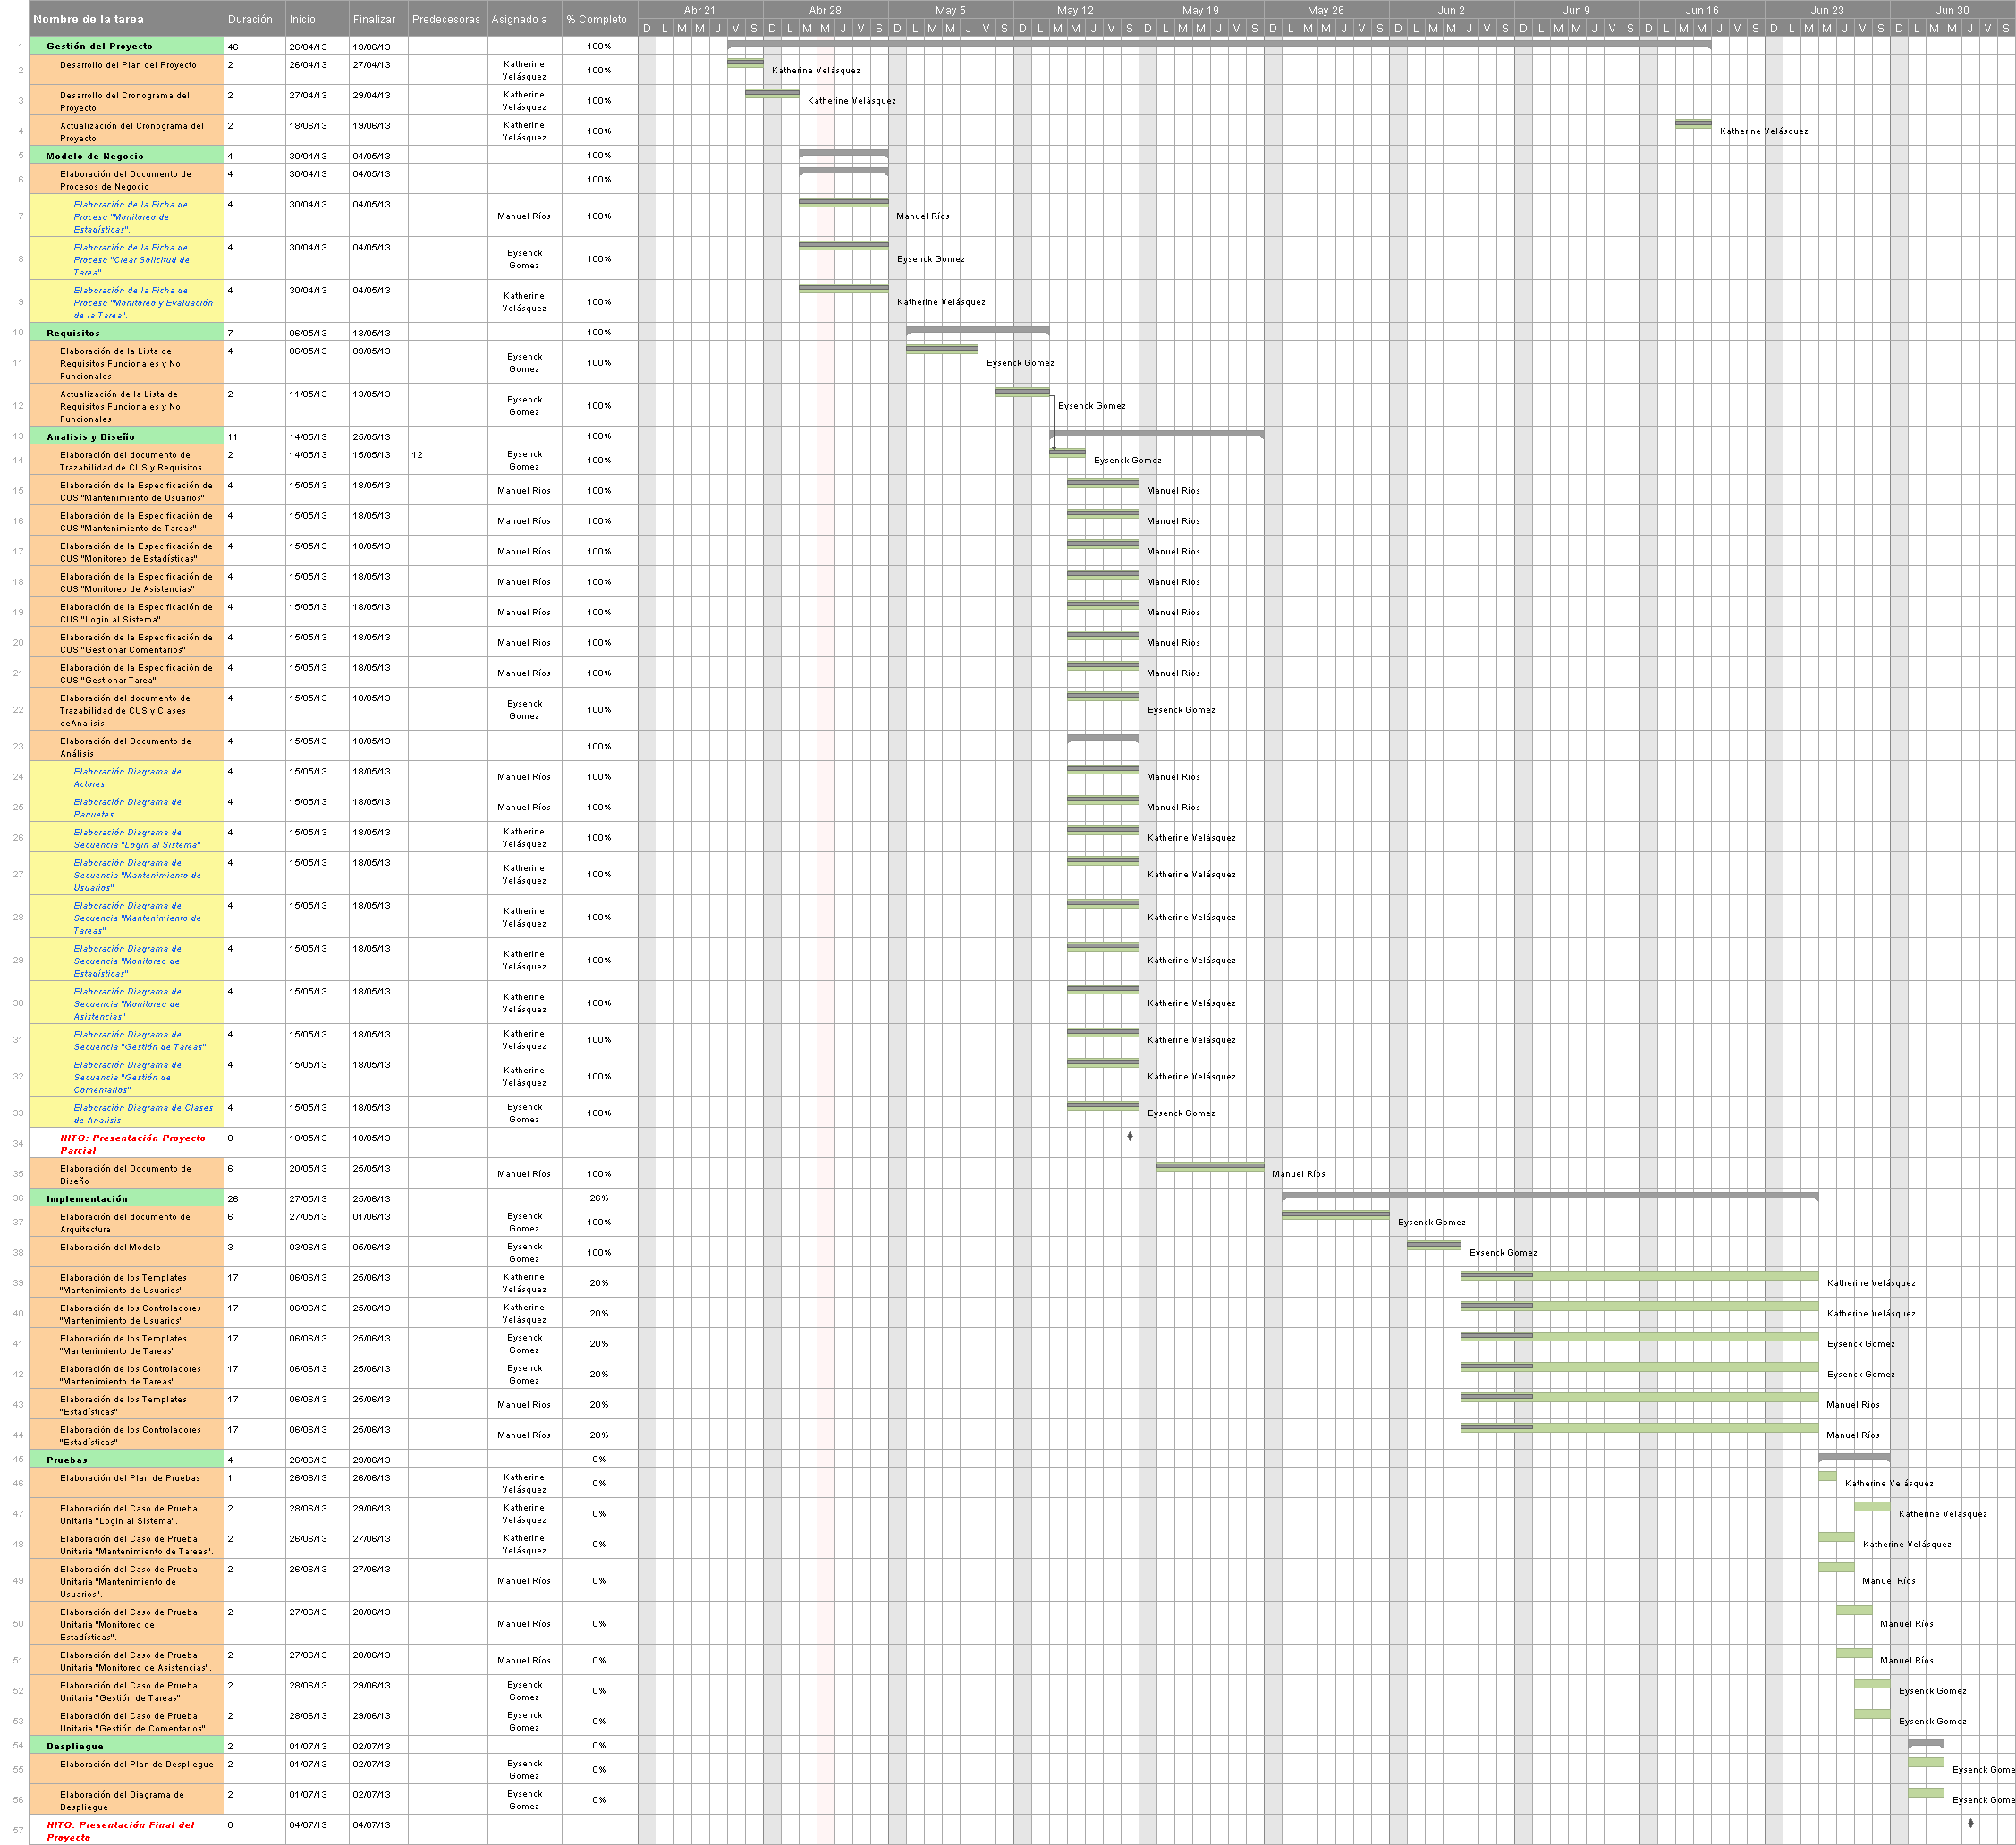 Nombre de la tarea Duración Inicio Finalizar Predecesoras Asignado a % Completo Abr 21 Abr 28 May 5 May 12 May 19 May 26 Jun 2 Jun 9 Jun 16 Jun 23 Jun 30
D L M M J V S D L M M J V S D L M M J V S D L M M J V S D L M M J V S D L M M J V S D L M M J V S D L M M J V S D L M M J V S D L M M J V S D L M M J V S
1 Gestión del Proyecto 46 26/04/13 19/06/13 100%
2 Desarrollo del Plan del Proyecto 2 26/04/13 27/04/13 Katherine Velásquez 100% Katherine Velásquez
3 Desarrollo del Cronograma del Proyecto 2 27/04/13 29/04/13 Katherine Velásquez 100% Katherine Velásquez
4 Actualización del Cronograma del Proyecto 2 18/06/13 19/06/13 Katherine Velásquez 100% Katherine Velásquez
5 Modelo de Negocio 4 30/04/13 04/05/13 100%
6 Elaboración del Documento de Procesos de Negocio 4 30/04/13 04/05/13 100%
7 Elaboración de la Ficha de Proceso "Monitoreo de Estadísticas". 4 30/04/13 04/05/13 Manuel Ríos 100% Manuel Ríos
8 Elaboración de la Ficha de Proceso "Crear Solicitud de Tarea". 4 30/04/13 04/05/13 Eysenck Gomez 100% Eysenck Gomez
9 Elaboración de la Ficha de Proceso "Monitoreo y Evaluación de la Tarea". 4 30/04/13 04/05/13 Katherine Velásquez 100% Katherine Velásquez
10 Requisitos 7 06/05/13 13/05/13 100%
11 Elaboración de la Lista de Requisitos Funcionales y No Funcionales 4 06/05/13 09/05/13 Eysenck Gomez 100% Eysenck Gomez
12 Actualización de la Lista de Requisitos Funcionales y No Funcionales 2 11/05/13 13/05/13 Eysenck Gomez 100% Eysenck Gomez
13 Analisis y Diseño 11 14/05/13 25/05/13 100%
14 Elaboración del documento de Trazabilidad de CUS y Requisitos 2 14/05/13 15/05/13 12 Eysenck Gomez 100% Eysenck Gomez
15 Elaboración de la Especificación de CUS "Mantenimiento de Usuarios" 4 15/05/13 18/05/13 Manuel Ríos 100% Manuel Ríos
16 Elaboración de la Especificación de CUS "Mantenimiento de Tareas" 4 15/05/13 18/05/13 Manuel Ríos 100% Manuel Ríos
17 Elaboración de la Especificación de CUS "Monitoreo de Estadísticas" 4 15/05/13 18/05/13 Manuel Ríos 100% Manuel Ríos
18 Elaboración de la Especificación de CUS "Monitoreo de Asistencias" 4 15/05/13 18/05/13 Manuel Ríos 100% Manuel Ríos
19 Elaboración de la Especificación de CUS "Login al Sistema" 4 15/05/13 18/05/13 Manuel Ríos 100% Manuel Ríos
20 Elaboración de la Especificación de CUS "Gestionar Comentarios" 4 15/05/13 18/05/13 Manuel Ríos 100% Manuel Ríos
21 Elaboración de la Especificación de CUS "Gestionar Tarea" 4 15/05/13 18/05/13 Manuel Ríos 100% Manuel Ríos
22 Elaboración del documento de Trazabilidad de CUS y Clases deAnalisis 4 15/05/13 18/05/13 Eysenck Gomez 100% Eysenck Gomez
23 Elaboración del Documento de Análisis 4 15/05/13 18/05/13 100%
24 Elaboración Diagrama de Actores 4 15/05/13 18/05/13 Manuel Ríos 100% Manuel Ríos
25 Elaboración Diagrama de Paquetes 4 15/05/13 18/05/13 Manuel Ríos 100% Manuel Ríos
26 Elaboración Diagrama de Secuencia "Login al Sistema" 4 15/05/13 18/05/13 Katherine Velásquez 100% Katherine Velásquez
27 Elaboración Diagrama de Secuencia "Mantenimiento de Usuarios" 4 15/05/13 18/05/13 Katherine Velásquez 100% Katherine Velásquez
28 Elaboración Diagrama de Secuencia "Mantenimiento de Tareas" 4 15/05/13 18/05/13 Katherine Velásquez 100% Katherine Velásquez
29 Elaboración Diagrama de Secuencia "Monitoreo de Estadísticas" 4 15/05/13 18/05/13 Katherine Velásquez 100% Katherine Velásquez
30 Elaboración Diagrama de Secuencia "Monitoreo de Asistencias" 4 15/05/13 18/05/13 Katherine Velásquez 100% Katherine Velásquez
31 Elaboración Diagrama de Secuencia "Gestión de Tareas" 4 15/05/13 18/05/13 Katherine Velásquez 100% Katherine Velásquez
32 Elaboración Diagrama de Secuencia "Gestión de Comentarios" 4 15/05/13 18/05/13 Katherine Velásquez 100% Katherine Velásquez
33 Elaboración Diagrama de Clases de Analisis 4 15/05/13 18/05/13 Eysenck Gomez 100% Eysenck Gomez
34 HITO: Presentación Proyecto Parcial 0 18/05/13 18/05/13
35 Elaboración del Documento de Diseño 6 20/05/13 25/05/13 Manuel Ríos 100% Manuel Ríos
36 Implementación 26 27/05/13 25/06/13 26%
37 Elaboración del documento de Arquitectura 6 27/05/13 01/06/13 Eysenck Gomez 100% Eysenck Gomez
38 Elaboración del Modelo 3 03/06/13 05/06/13 Eysenck Gomez 100% Eysenck Gomez
39 Elaboración de los Templates "Mantenimiento de Usuarios" 17 06/06/13 25/06/13 Katherine Velásquez 20% Katherine Velásquez
40 Elaboración de los Controladores "Mantenimiento de Usuarios" 17 06/06/13 25/06/13 Katherine Velásquez 20% Katherine Velásquez
41 Elaboración de los Templates "Mantenimiento de Tareas" 17 06/06/13 25/06/13 Eysenck Gomez 20% Eysenck Gomez
42 Elaboración de los Controladores "Mantenimiento de Tareas" 17 06/06/13 25/06/13 Eysenck Gomez 20% Eysenck Gomez
43 Elaboración de los Templates "Estadísticas" 17 06/06/13 25/06/13 Manuel Ríos 20% Manuel Ríos
44 Elaboración de los Controladores "Estadísticas" 17 06/06/13 25/06/13 Manuel Ríos 20% Manuel Ríos
45 Pruebas 4 26/06/13 29/06/13 0%
46 Elaboración del Plan de Pruebas 1 26/06/13 26/06/13 Katherine Velásquez 0% Katherine Velásquez
47 Elaboración del Caso de Prueba Unitaria "Login al Sistema". 2 28/06/13 29/06/13 Katherine Velásquez 0% Katherine Velásquez
48 Elaboración del Caso de Prueba Unitaria "Mantenimiento de Tareas". 2 26/06/13 27/06/13 Katherine Velásquez 0% Katherine Velásquez
49 Elaboración del Caso de Prueba Unitaria "Mantenimiento de Usuarios". 2 26/06/13 27/06/13 Manuel Ríos 0% Manuel Ríos
50 Elaboración del Caso de Prueba Unitaria "Monitoreo de Estadísticas". 2 27/06/13 28/06/13 Manuel Ríos 0% Manuel Ríos
51 Elaboración del Caso de Prueba Unitaria "Monitoreo de Asistencias". 2 27/06/13 28/06/13 Manuel Ríos 0% Manuel Ríos
52 Elaboración del Caso de Prueba Unitaria "Gestión de Tareas". 2 28/06/13 29/06/13 Eysenck Gomez 0% Eysenck Gomez
53 Elaboración del Caso de Prueba Unitaria "Gestión de Comentarios". 2 28/06/13 29/06/13 Eysenck Gomez 0% Eysenck Gomez
54 Despliegue 2 01/07/13 02/07/13 0%
55 Elaboración del Plan de Despliegue 2 01/07/13 02/07/13 Eysenck Gomez 0% Eysenck Gome
56 Elaboración del Diagrama de Despliegue 2 01/07/13 02/07/13 Eysenck Gomez 0% Eysenck Gome
57 HITO: Presentación Final del Proyecto 0 04/07/13 04/07/13